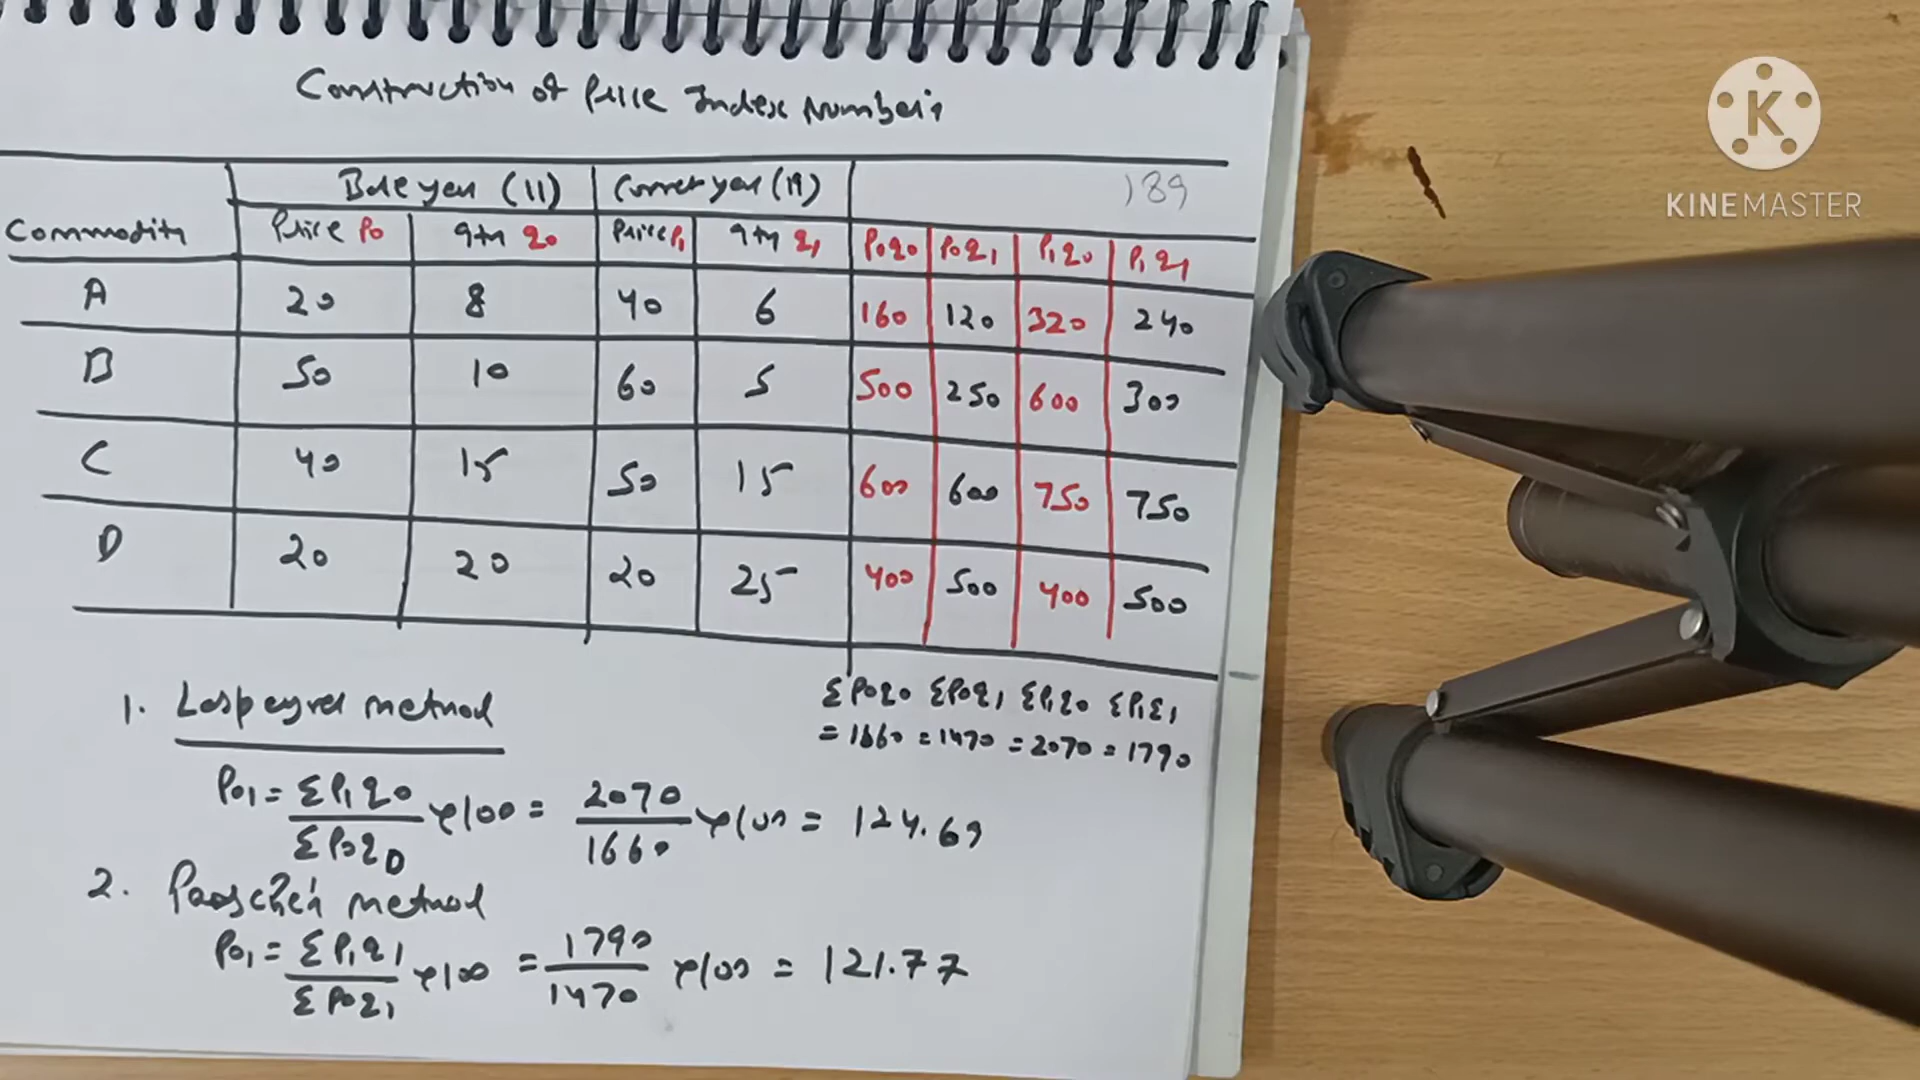 Construction of Price Index Numbers
Base year (11) Current year (19) 189
Commodity Price P0 qty q0 Price P1 qty q1 P0q0 P0q1 P1q0 P1q1
A 20 8 40 6 160 120 320 240
B 50 10 60 5 500 250 600 300
C 40 15 50 15 600 600 750 750
D 20 20 20 25 400 500 400 500
ΣP0q0 ΣP0q1 ΣP1q0 ΣP1q1
=1660 =1470 =2070 =1790
1. Laspeyres method
P01 = ΣP1q0 / ΣP0q0 ×100 = 2070 / 1660 ×100 = 124.69
2. Paasche's method
P01 = ΣP1q1 / ΣP0q1 ×100 = 1790 / 1470 ×100 = 121.77
K
KINEMASTER